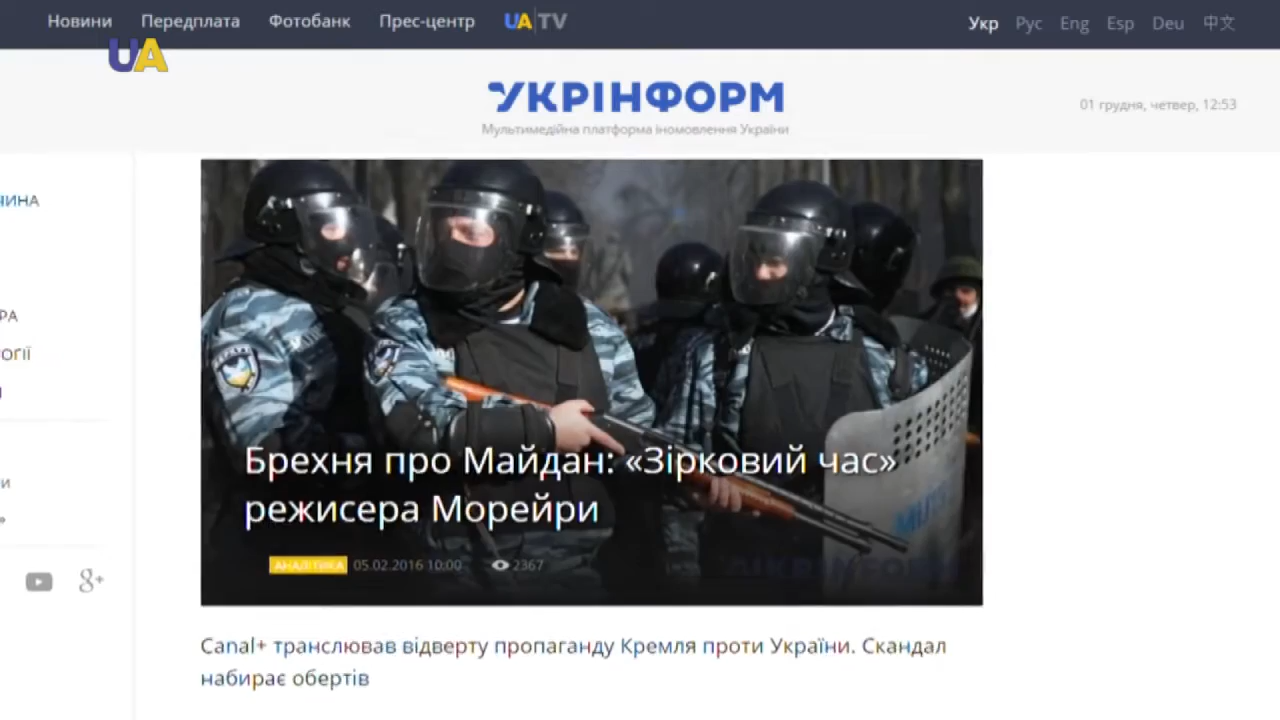 Новини Передплата Фотобанк Прес-центр UA TV Укр Рус Eng Esp Deu 中文
UA
УКРІНФОРМ
Мультимедійна платформа іномовлення України
01 грудня, четвер, 12:53
ЧИНА
РА
ОГІЇ
и
Брехня про Майдан: «Зірковий час»
режисера Морейри
АНАЛІТИКА 05.02.2016 10:00 2367
UKRINFORM
Canal+ транслював відверту пропаганду Кремля проти України. Скандал
набирає обертів
g+